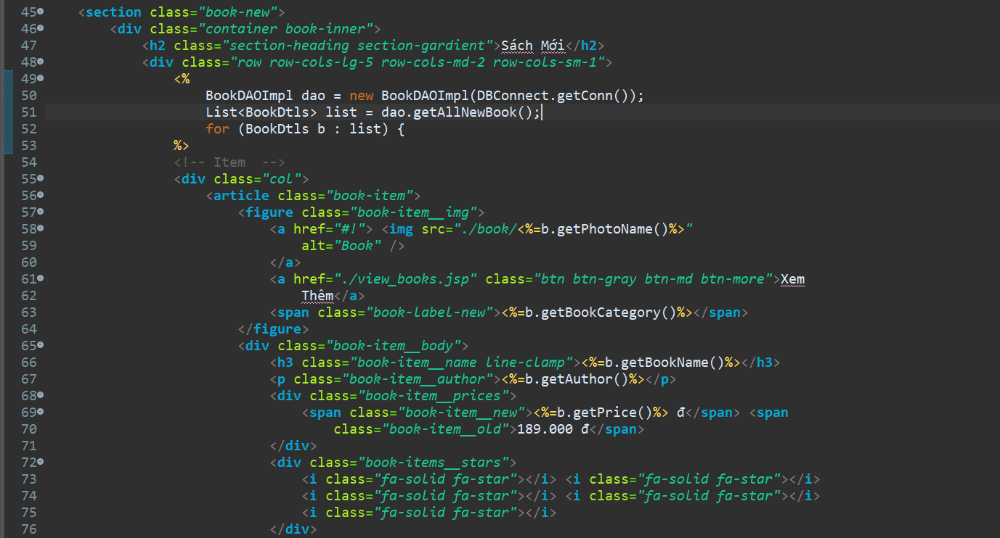 45 <section class="book-new">
46 <div class="container book-inner">
47 <h2 class="section-heading section-gardient">Sách Mới</h2>
48 <div class="row row-cols-lg-5 row-cols-md-2 row-cols-sm-1">
49 <%
50 BookDAOImpl dao = new BookDAOImpl(DBConnect.getConn());
51 List<BookDtls> list = dao.getAllNewBook();
52 for (BookDtls b : list) {
53 %>
54 <!-- Item  -->
55 <div class="col">
56 <article class="book-item">
57 <figure class="book-item__img">
58 <a href="#!"> <img src="./book/<%=b.getPhotoName()%>"
59 alt="Book" />
60 </a>
61 <a href="./view_books.jsp" class="btn btn-gray btn-md btn-more">Xem
62 Thêm</a>
63 <span class="book-label-new"><%=b.getBookCategory()%></span>
64 </figure>
65 <div class="book-item__body">
66 <h3 class="book-item__name line-clamp"><%=b.getBookName()%></h3>
67 <p class="book-item__author"><%=b.getAuthor()%></p>
68 <div class="book-item__prices">
69 <span class="book-item__new"><%=b.getPrice()%> đ</span> <span
70 class="book-item__old">189.000 đ</span>
71 </div>
72 <div class="book-items__stars">
73 <i class="fa-solid fa-star"></i> <i class="fa-solid fa-star"></i>
74 <i class="fa-solid fa-star"></i> <i class="fa-solid fa-star"></i>
75 <i class="fa-solid fa-star"></i>
76 </div>